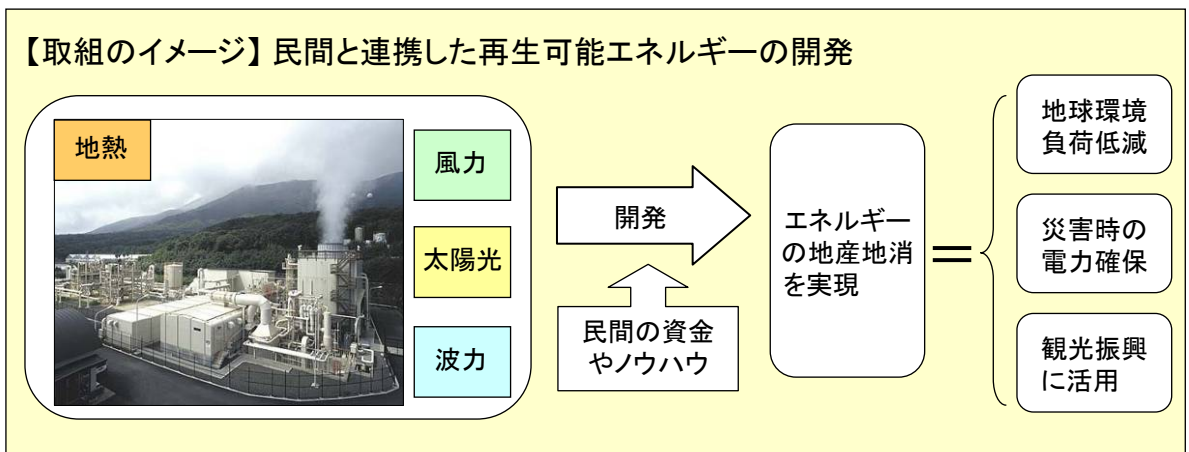 【取組のイメージ】民間と連携した再生可能エネルギーの開発
地熱
風力
太陽光
波力
開発
民間の資金
やノウハウ
エネルギー
の地産地消
を実現
=
地球環境
負荷低減
災害時の
電力確保
観光振興
に活用